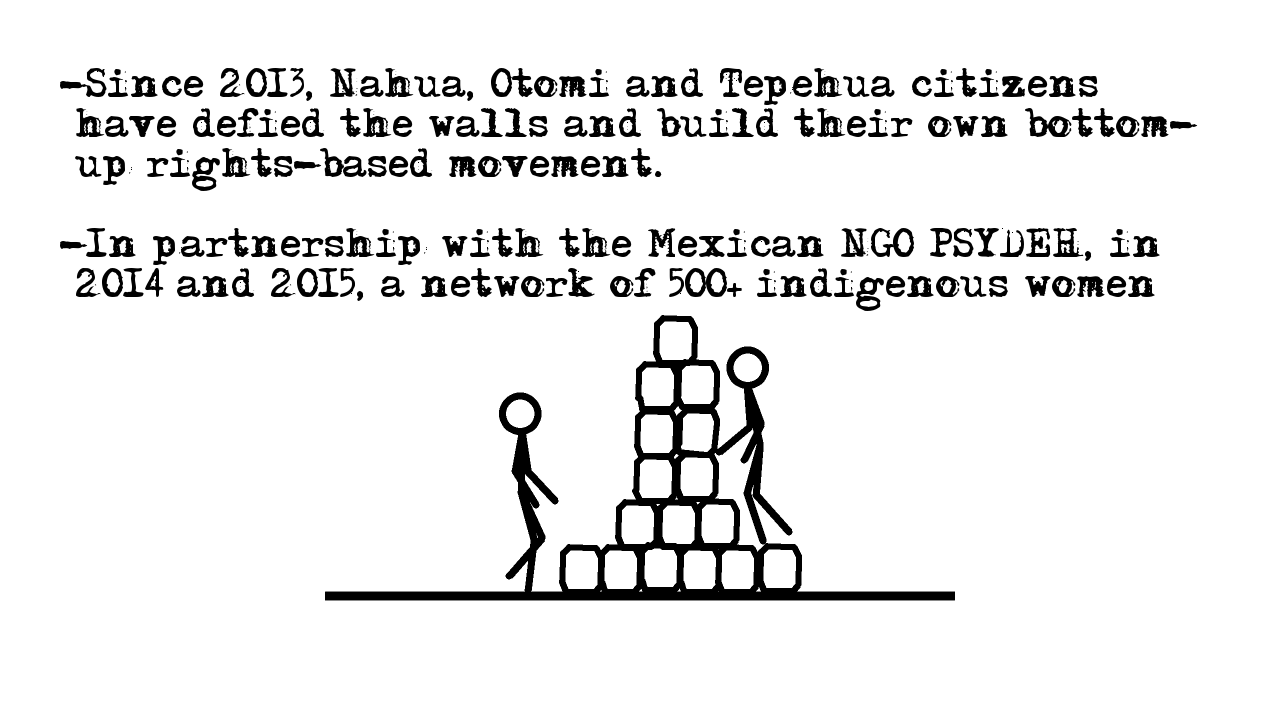 -Since 2013, Nahua, Otomi and Tepehua citizens
have defied the walls and build their own bottom-
up rights-based movement.
-In partnership with the Mexican NGO PSYDEH, in
2014 and 2015, a network of 500+ indigenous women